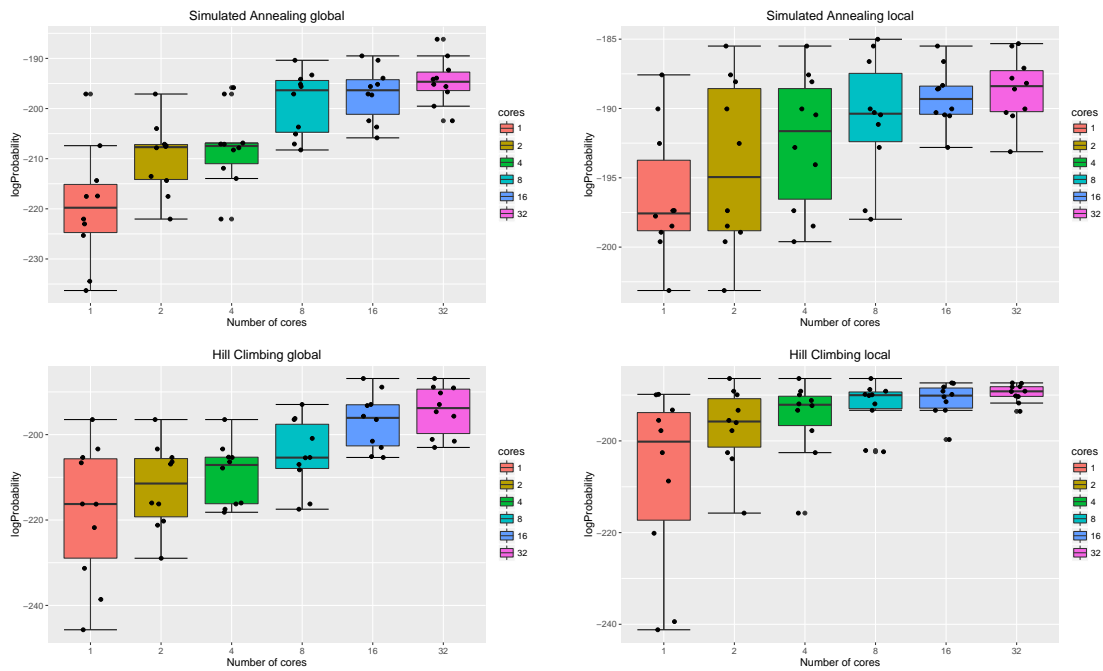 Simulated Annealing global
−190
−200
−210
−220
−230
logProbability
1 2 4 8 16 32
Number of cores
cores
1
2
4
8
16
32
Simulated Annealing local
−185
−190
−195
−200
logProbability
1 2 4 8 16 32
Number of cores
cores
1
2
4
8
16
32
Hill Climbing global
−200
−220
−240
logProbability
1 2 4 8 16 32
Number of cores
cores
1
2
4
8
16
32
Hill Climbing local
−200
−220
−240
logProbability
1 2 4 8 16 32
Number of cores
cores
1
2
4
8
16
32